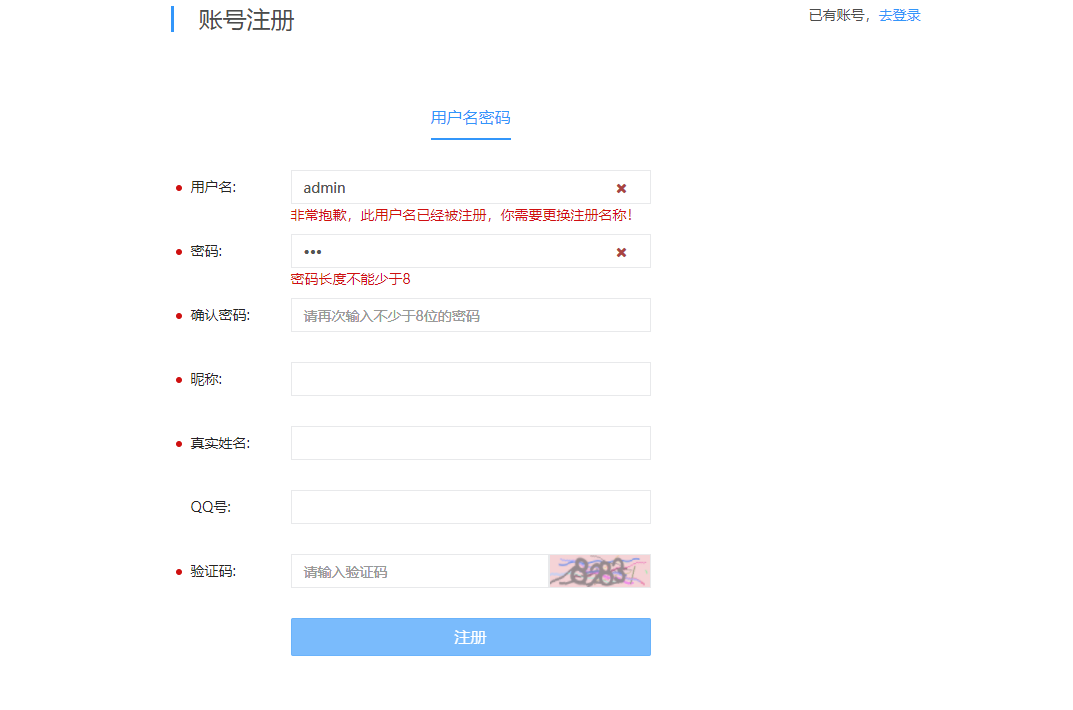 账号注册
已有账号，去登录
用户名密码
用户名:
admin
非常抱歉，此用户名已经被注册，你需要更换注册名称！
密码:
•••
密码长度不能少于8
确认密码:
请再次输入不少于8位的密码
昵称:
真实姓名:
QQ号:
验证码:
请输入验证码
注册